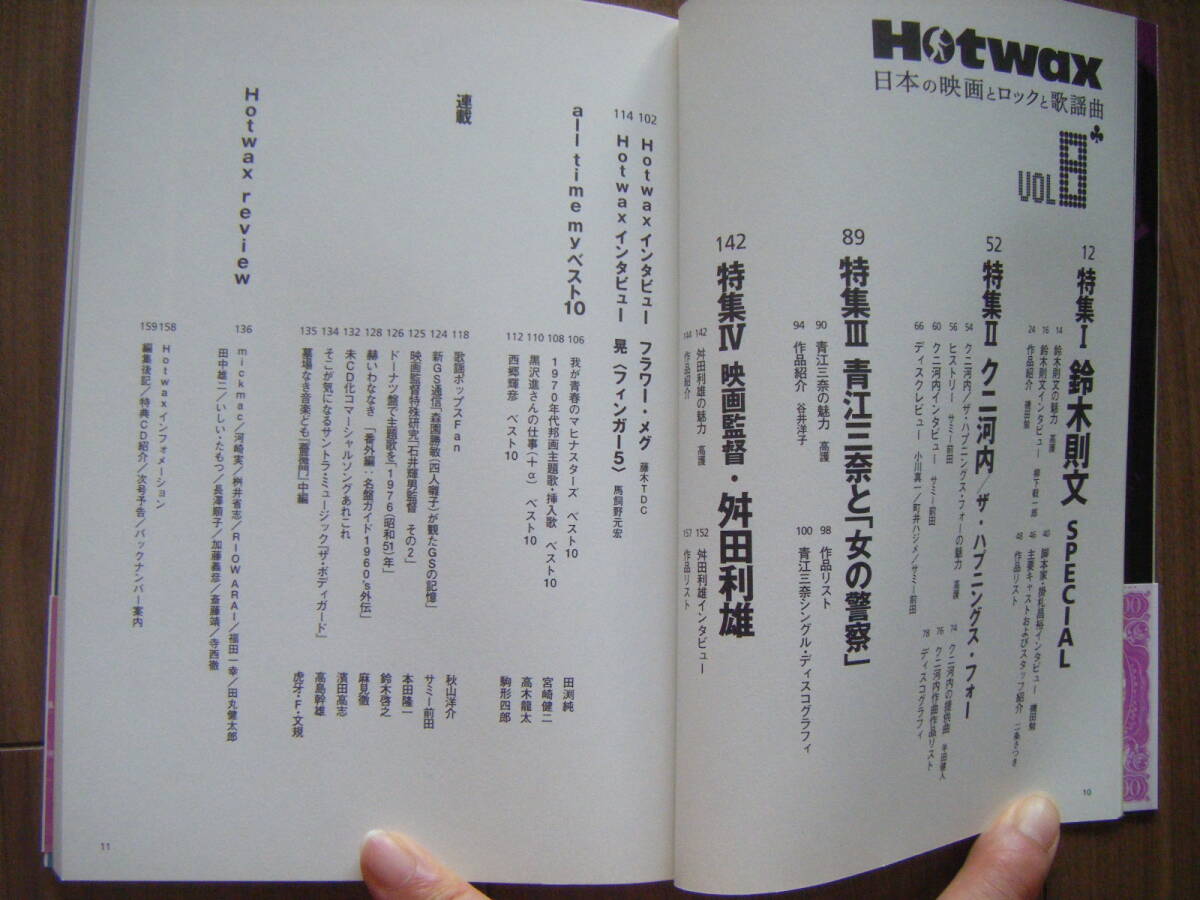 Hotwax
日本の映画とロックと歌謡曲
VOL 8
12 特集Ⅰ 鈴木則文 SPECIAL
14 鈴木則文の魅力 高護
16 鈴木則文インタビュー 柳下毅一郎
24 作品紹介 磯田勉
40 脚本家・掛札昌裕インタビュー 磯田勉
46 主要キャストおよびスタッフ紹介 二条さつき
48 作品リスト
52 特集Ⅱ クニ河内/ザ・ハプニングス・フォー
54 クニ河内/ザ・ハプニングス・フォーの魅力 高護
56 ヒストリー サミー前田
60 クニ河内インタビュー サミー前田
66 ディスクレビュー 小川真一/町井ハジメ/サミー前田
74 クニ河内の提供曲 半田健人
76 クニ河内作曲作品リスト
78 ディスコグラフィ
89 特集Ⅲ 青江三奈と「女の警察」
90 青江三奈の魅力 高護
94 作品紹介 谷井洋子
98 作品リスト
100 青江三奈シングル・ディスコグラフィ
142 特集Ⅳ 映画監督・舛田利雄
142 舛田利雄の魅力 高護
144 作品紹介
152 舛田利雄インタビュー
157 作品リスト
10
102 Hotwaxインタビュー フラワー・メグ 藤木TDC
114 Hotwaxインタビュー 晃〈フィンガー5〉 馬飼野元宏
all time my ベスト10
106 我が青春のマヒナスターズ ベスト10 田渕純
108 1970年代邦画主題歌・挿入歌 ベスト10 宮崎健二
110 黒沢進さんの仕事(+α) ベスト10 高木龍太
112 西郷輝彦 ベスト10 駒形四郎
連載
118 歌謡ポップスFan 秋山洋介
124 新GS通信「森園勝敏(四人囃子)が観たGSの記憶」 サミー前田
125 映画監督特殊研究「石井輝男監督 その2」 本田隆一
126 ドーナツ盤で主題歌を「1976(昭和51)年」 鈴木啓之
128 赫いわななき 「番外編:名盤ガイド1960's外伝」 麻見徹
132 未CD化コマーシャルソングあれこれ 濱田高志
134 そこが気になるサントラ・ミュージック「ザ・ボディガード」 高島幹雄
135 墓場なき音楽とも「薔薇門」中編 虎才・F・文規
Hotwax review
136 mickmac/河崎実/桝井省志/RIOW ARAI/福田一幸/田丸健太郎
田中雄二/いしぃ・たもつ/長澤順子/加藤義彦/斎藤靖/寺西徹
158 Hotwaxインフォメーション
159 編集後記/特典CD紹介/次号予告/バックナンバー案内
11